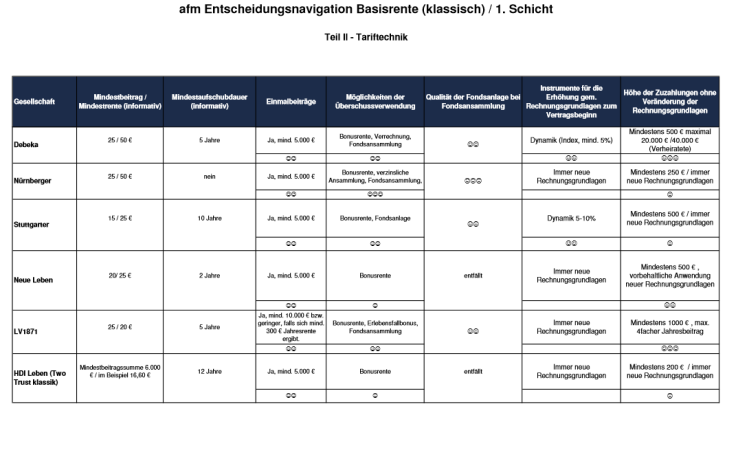 afm Entscheidungsnavigation Basisrente (klassisch) / 1. Schicht
Teil II - Tariftechnik
Gesellschaft
Mindestbeitrag /
Mindestrente (informativ)
Mindestaufschubdauer
(informativ)
Einmalbeiträge
Möglichkeiten der
Überschussverwendung
Qualität der Fondsanlage bei
Fondsansammlung
Instrumente für die
Erhöhung gem.
Rechnungsgrundlagen zum
Vertragsbeginn
Höhe der Zuzahlungen ohne
Veränderung der
Rechnungsgrundlagen
Debeka
25 / 50 €
5 Jahre
Ja, mind. 5.000 €
☺☺
Bonusrente, Verrechnung,
Fondsansammlung
☺☺
☺☺
Dynamik (Index, mind. 5%)
☺☺
Mindestens 500 € maximal
20.000 € /40.000 €
(Verheiratete)
☺☺☺
Nürnberger
25 / 50 €
nein
Ja, mind. 5.000 €
☺☺
Bonusrente, verzinsliche
Ansammlung, Fondsansammlung,
☺☺☺
☺☺☺
Immer neue
Rechnungsgrundlagen
Mindestens 250 € / immer
neue Rechnungsgrundlagen
☺
Stuttgarter
15 / 25 €
10 Jahre
Ja, mind. 5.000 €
☺☺
Bonusrente, Fondsanlage
☺☺
☺☺
Dynamik 5-10%
☺☺
Mindestens 500 € / immer
neue Rechnungsgrundlagen
☺
Neue Leben
20/ 25 €
2 Jahre
Ja, mind. 5.000 €
☺☺
Bonusrente
☺
entfällt
Immer neue
Rechnungsgrundlagen
Mindestens 500 € ,
vorbehaltliche Anwendung
neuer Rechnungsgrundlagen
☺☺
LV1871
25 / 20 €
5 Jahre
Ja, mind. 10.000 € bzw.
geringer, falls sich mind.
300 € Jahresrente
ergibt.
☺☺
Bonusrente, Erlebensfallbonus,
Fondsansammlung
☺☺
☺☺
Immer neue
Rechnungsgrundlagen
Mindestens 1000 € , max.
4facher Jahresbeitrag
☺☺☺
HDI Leben (Two
Trust klassik)
Mindestbeitragssumme 6.000
€ / im Beispiel 16,60 €
12 Jahre
Ja, mind. 5.000 €
☺☺
Bonusrente
☺
entfällt
Immer neue
Rechnungsgrundlagen
Mindestens 200 € / immer
neue Rechnungsgrundlagen
☺